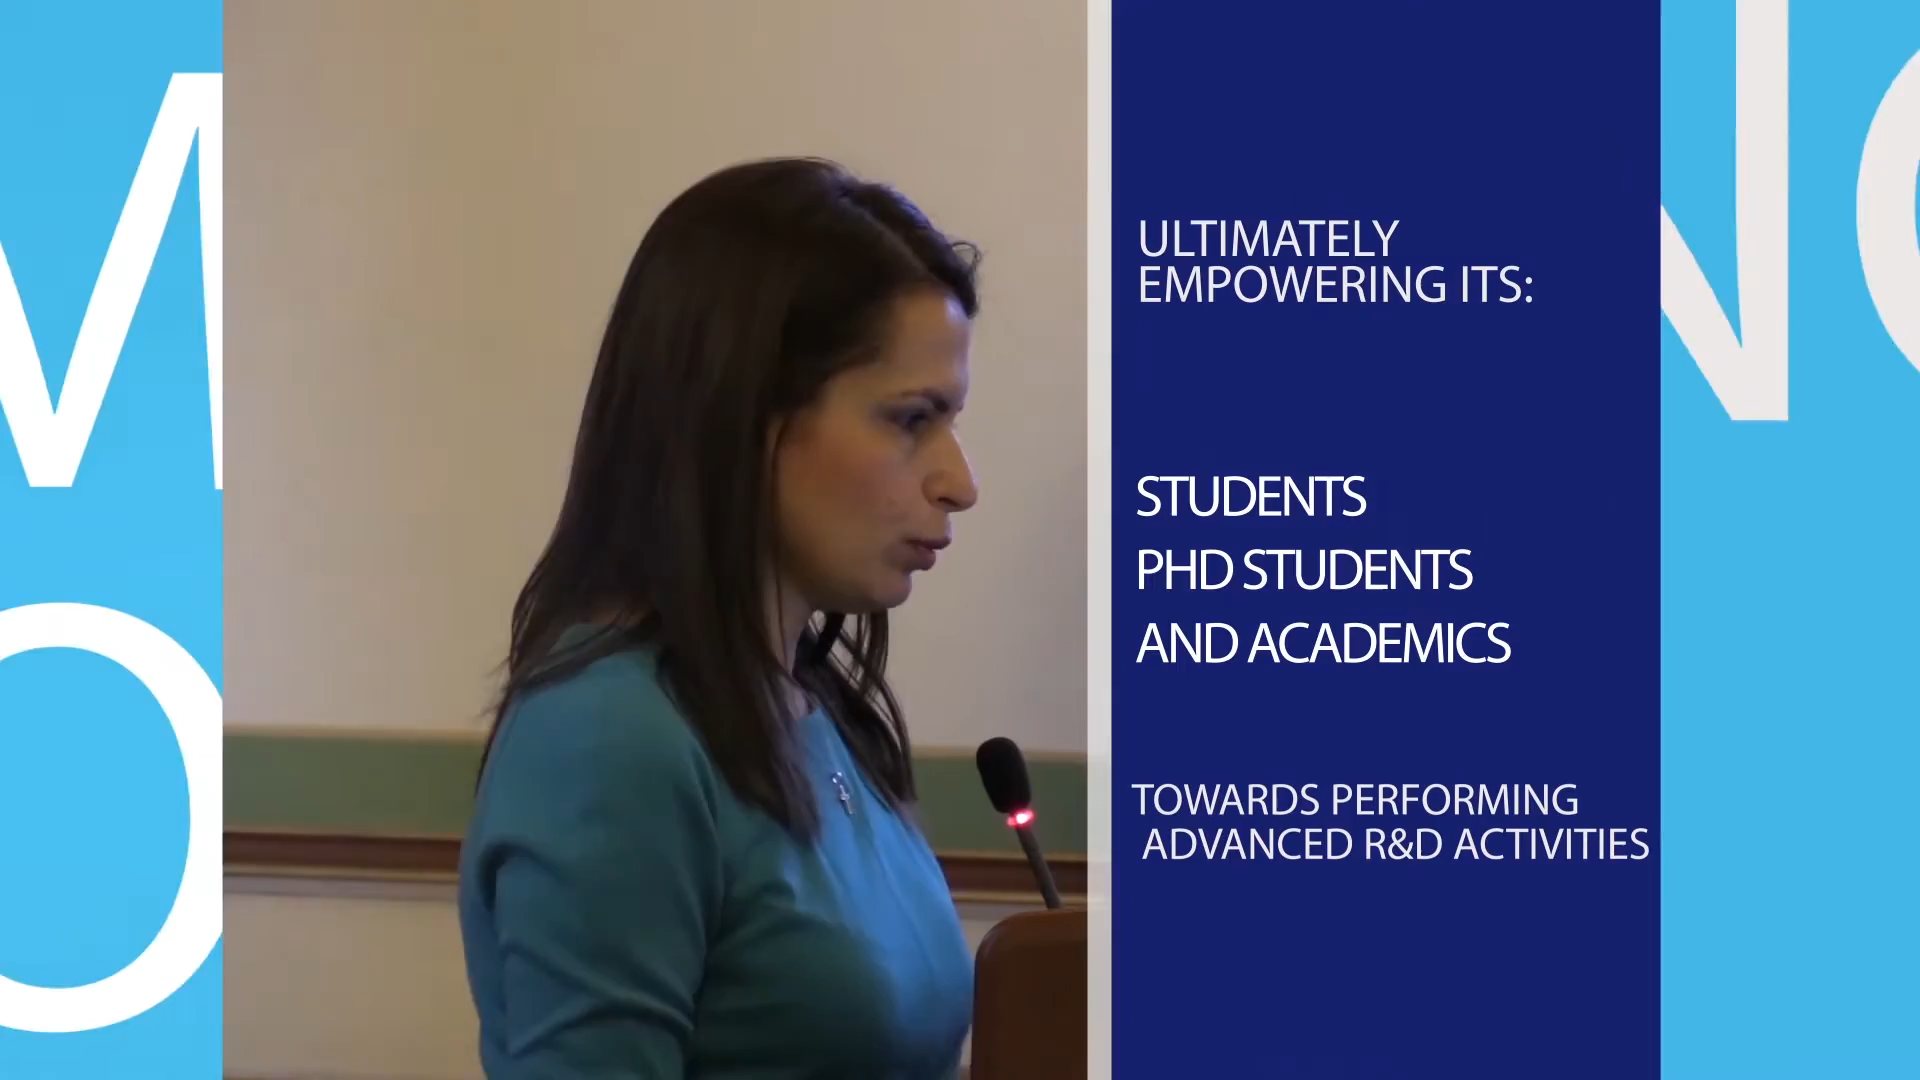 ULTIMATELY
EMPOWERING ITS:
STUDENTS
PHD STUDENTS
AND ACADEMICS
TOWARDS PERFORMING
ADVANCED R&D ACTIVITIES